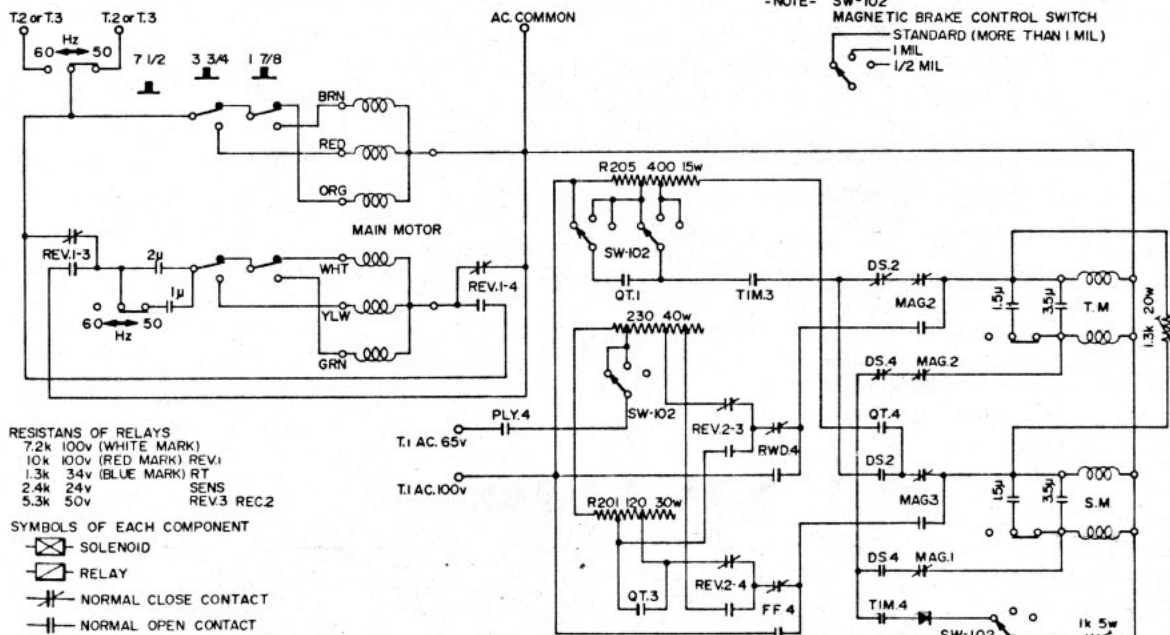 T.2 or T.3
T.2 or T.3
Hz
60 50
7 1/2
3 3/4
1 7/8
AC. COMMON
-NOTE- SW-102
MAGNETIC BRAKE CONTROL SWITCH
STANDARD (MORE THAN 1 MIL)
1 MIL
1/2 MIL
BRN
RED
ORG
MAIN MOTOR
REV.1-3
2μ
1μ
60 50
Hz
WHT
YLW
GRN
REV.1-4
R205 400 15w
SW-102
QT.1
TIM.3
DS.2
MAG.2
1.5μ
3.5μ
T.M
1.3k 20w
230 40w
SW-102
DS.4 MAG.2
PLY.4
T.1 AC. 65v
REV.2-3
RWD.4
QT.4
T.1 AC.100v
DS.2
MAG.3
1.5μ
3.5μ
S.M.
R201 120 30w
DS.4 MAG.1
REV.2-4
QT.3
FF.4
TIM.4
SW-102
1k 5w
RESISTANS OF RELAYS
7.2k 100v (WHITE MARK)
10k 100v (RED MARK) REV.1
1.3k 34v (BLUE MARK) RT
2.4k 24v SENS
5.3k 50v REV.3 REC.2
SYMBOLS OF EACH COMPONENT
SOLENOID
RELAY
NORMAL CLOSE CONTACT
NORMAL OPEN CONTACT